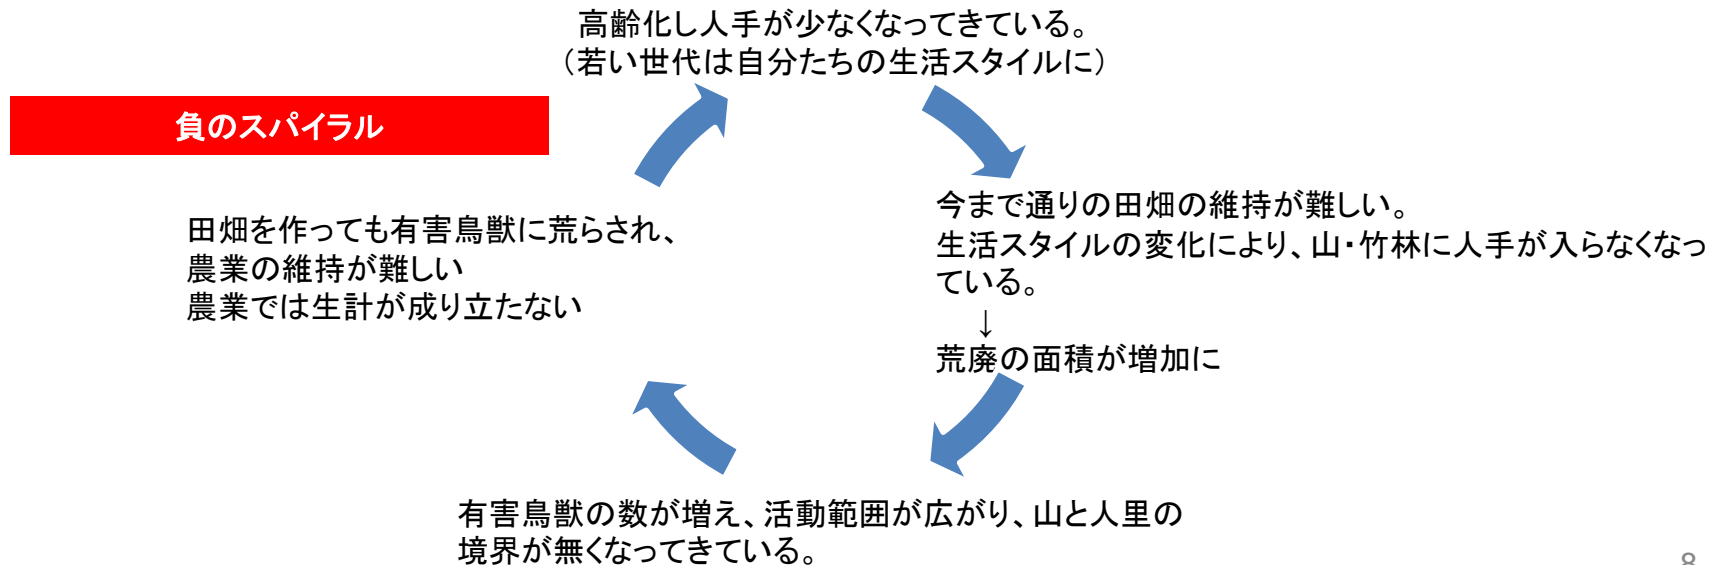 高齢化し人手が少なくなってきている。
（若い世代は自分たちの生活スタイルに）
負のスパイラル
今まで通りの田畑の維持が難しい。
生活スタイルの変化により、山・竹林に人手が入らなくなっ
ている。
↓
荒廃の面積が増加に
田畑を作っても有害鳥獣に荒らされ、
農業の維持が難しい
農業では生計が成り立たない
有害鳥獣の数が増え、活動範囲が広がり、山と人里の
境界が無くなってきている。
8